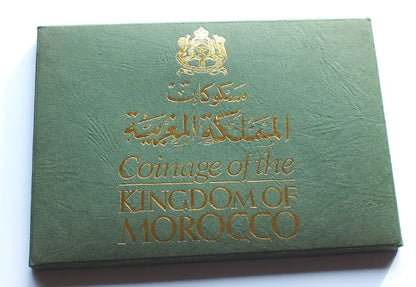 مسكوكات
المملكة المغربية
Coinage of the
KINGDOM OF
MOROCCO